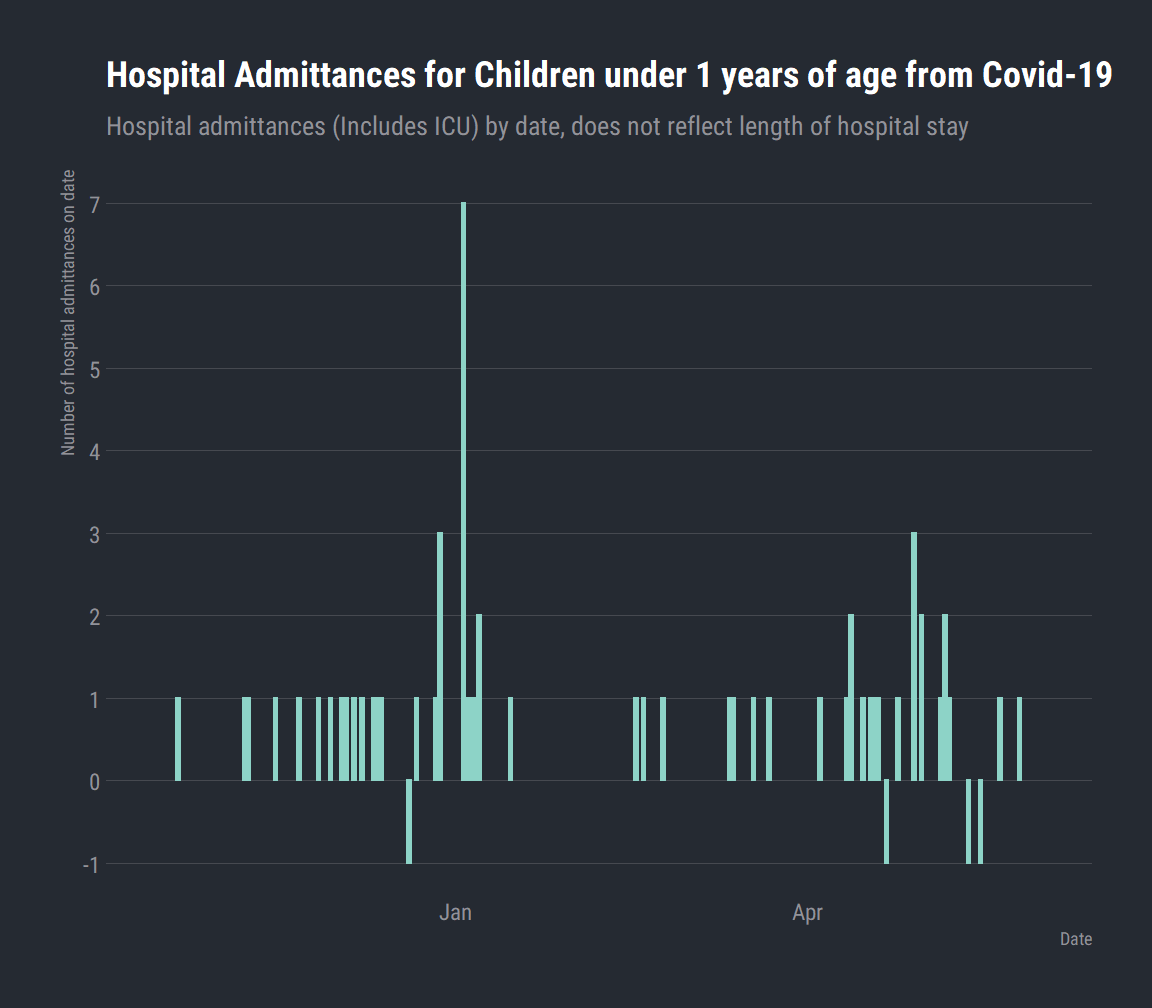 Hospital Admittances for Children under 1 years of age from Covid-19
Hospital admittances (Includes ICU) by date, does not reflect length of hospital stay
Number of hospital admittances on date
7
6
5
4
3
2
1
0
-1
Jan
Apr
Date